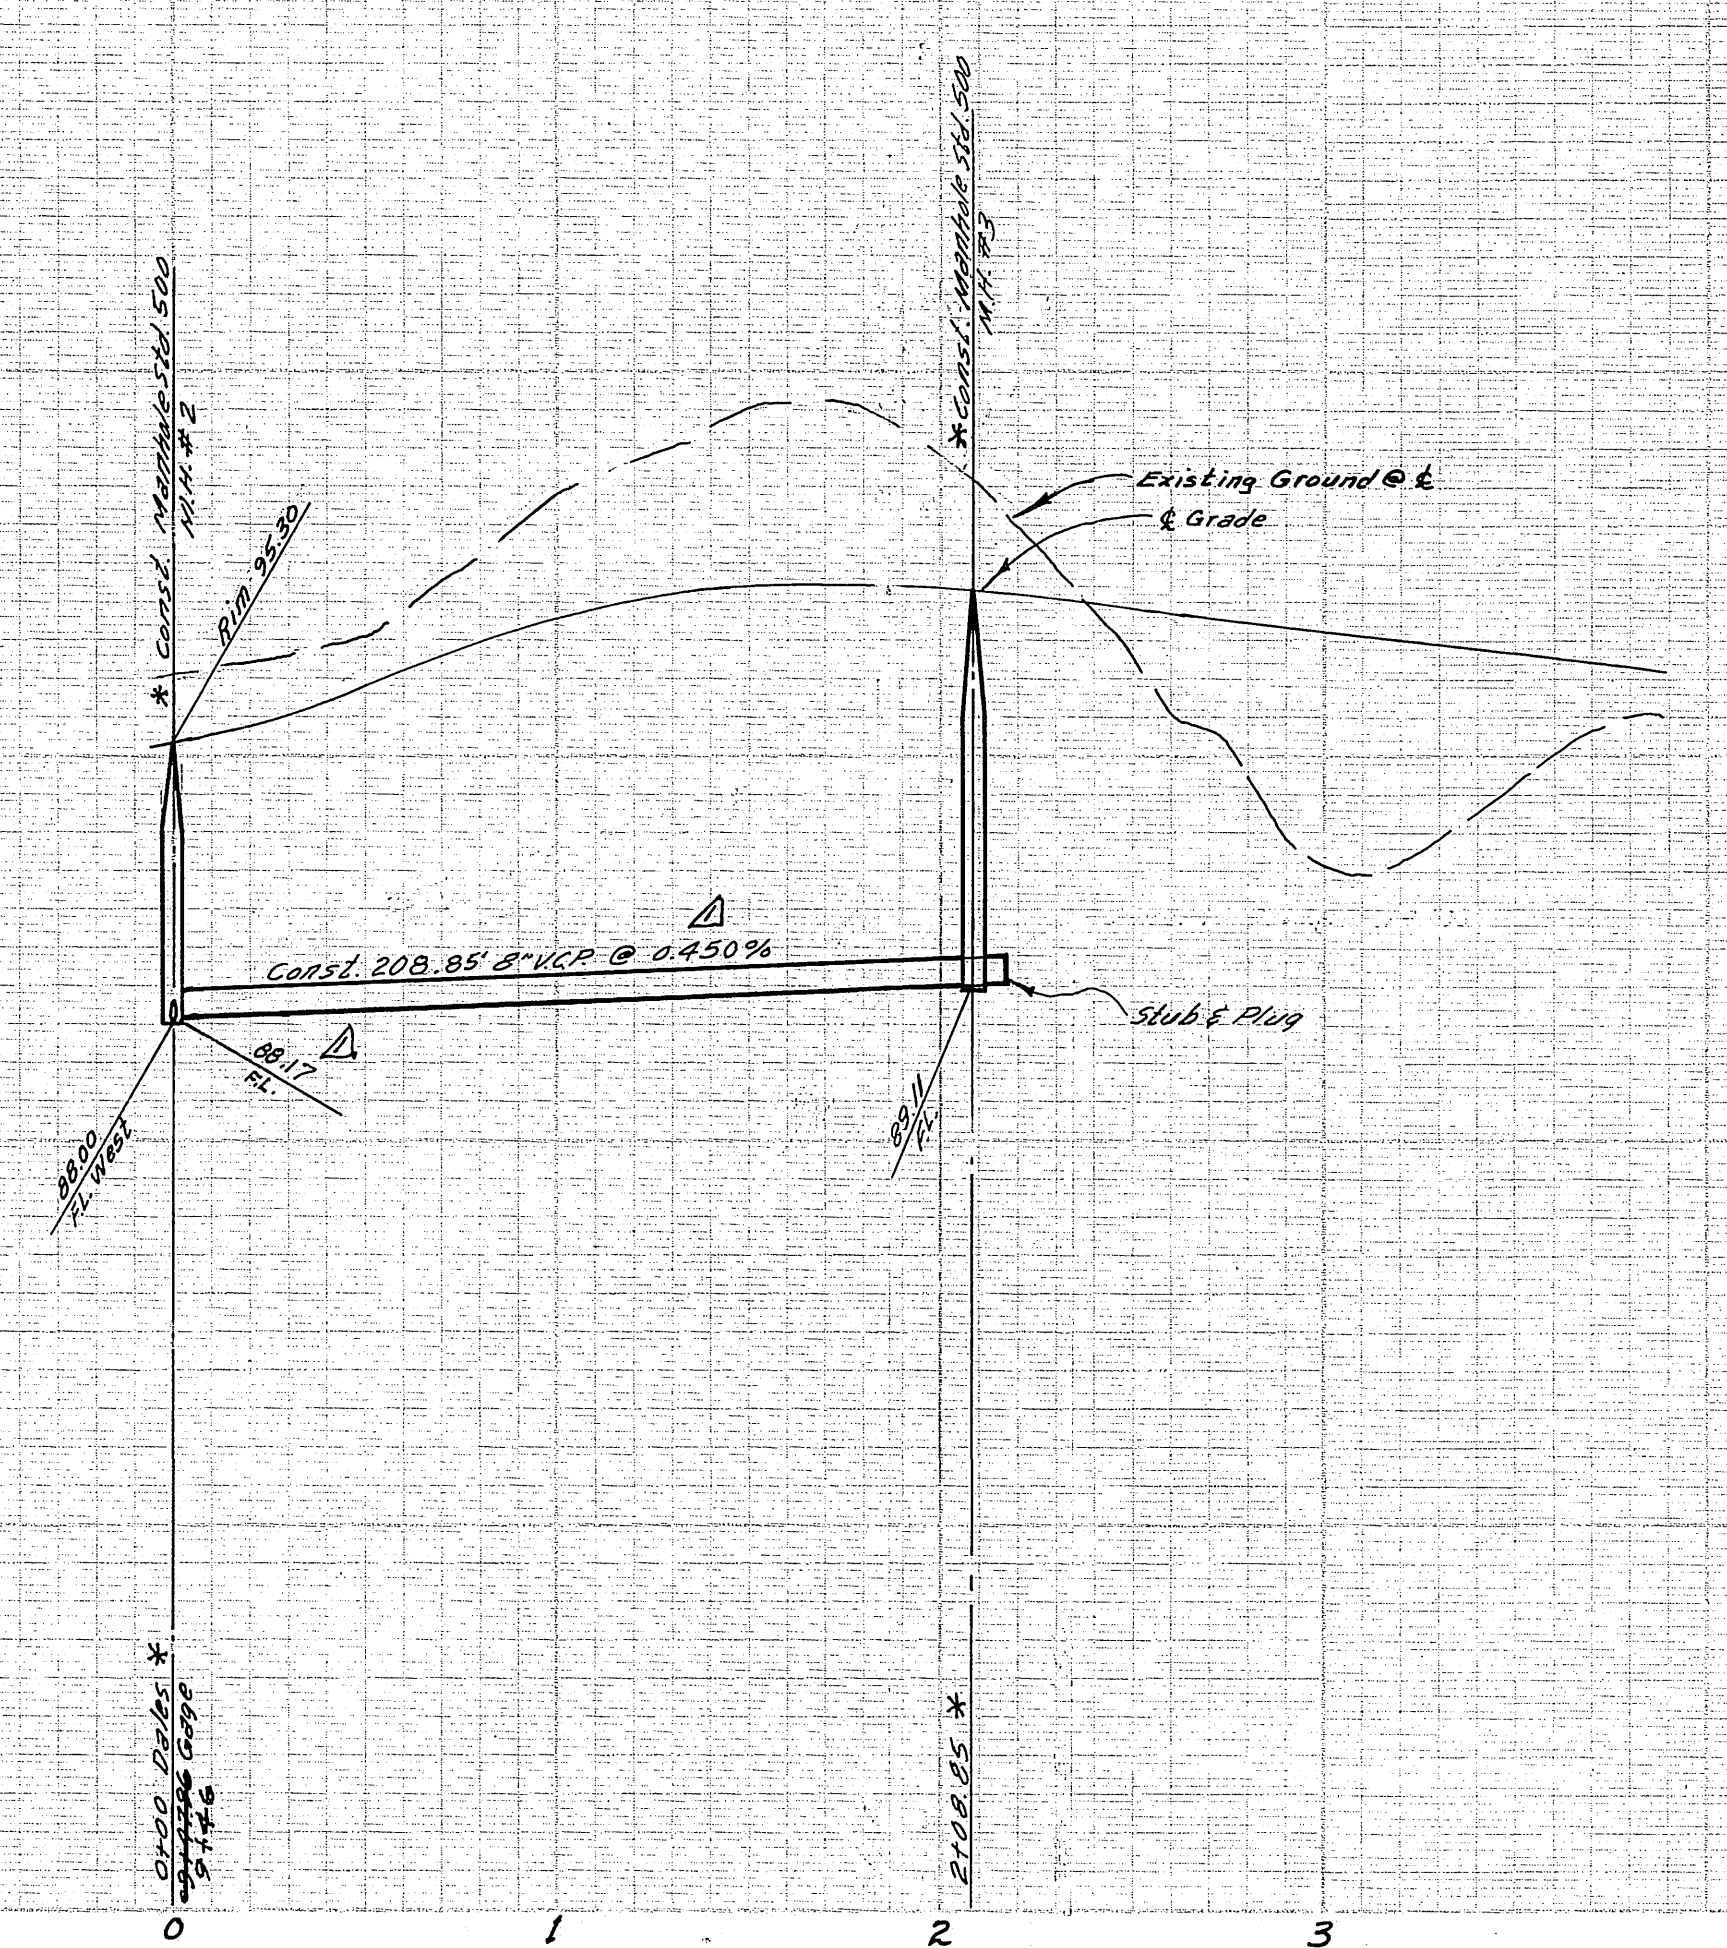 * Const. Manhole Std. 500
M.H. #2
Rim - 95.30
* Const. Manhole Std. 500
M.H. #3
Existing Ground @ ℄
℄ Grade
1
Const. 208.85' 8" V.C.P. @ 0.450%
Stub & Plug
1
88.17
F.L.
88.00
F.L. West
89.11
F.L.
0+00 Dales *
Gage
9+46
2+08.85 *
0 1 2 3